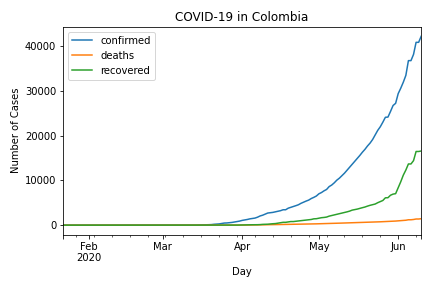 COVID-19 in Colombia
confirmed
deaths
recovered
Number of Cases
40000
30000
20000
10000
0
Feb Mar Apr May Jun
2020
Day